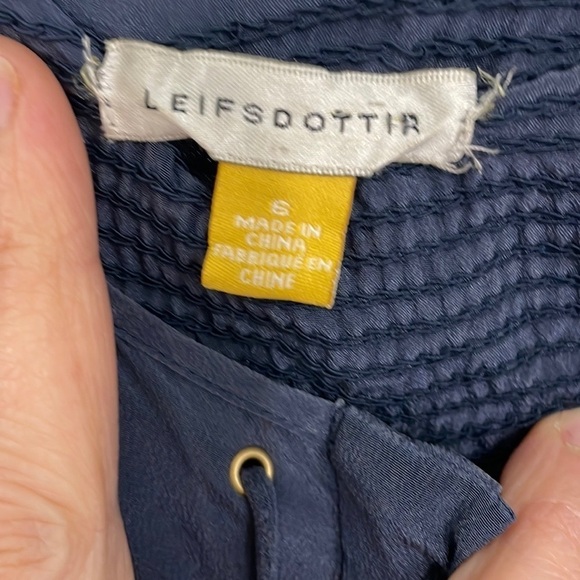 LEIFSDOTTIR
6
MADE IN
CHINA
FABRIQUÉ EN
CHINE